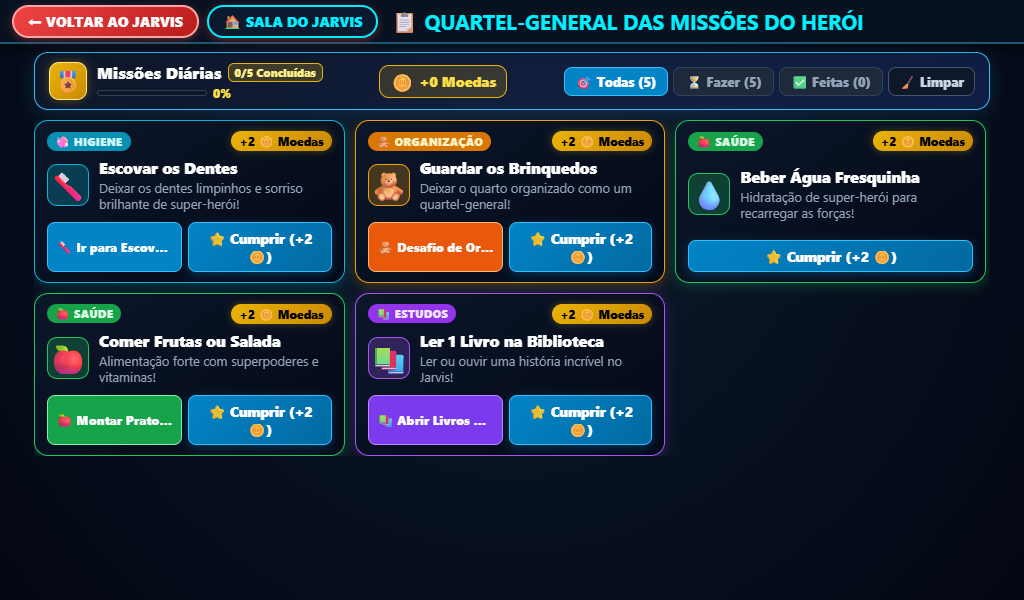 ← VOLTAR AO JARVIS
SALA DO JARVIS
QUARTEL-GENERAL DAS MISSÕES DO HERÓI
Missões Diárias
0/5 Concluídas
0%
+0 Moedas
Todas (5)
Fazer (5)
Feitas (0)
Limpar
HIGIENE
+2 Moedas
Escovar os Dentes
Deixar os dentes limpinhos e sorriso
brilhante de super-herói!
Ir para Escov...
Cumprir (+2
)
ORGANIZAÇÃO
+2 Moedas
Guardar os Brinquedos
Deixar o quarto organizado como um
quartel-general!
Desafio de Or...
Cumprir (+2
)
SAÚDE
+2 Moedas
Beber Água Fresquinha
Hidratação de super-herói para
recarregar as forças!
Cumprir (+2 )
SAÚDE
+2 Moedas
Comer Frutas ou Salada
Alimentação forte com superpoderes e
vitaminas!
Montar Prato...
Cumprir (+2
)
ESTUDOS
+2 Moedas
Ler 1 Livro na Biblioteca
Ler ou ouvir uma história incrível no
Jarvis!
Abrir Livros ...
Cumprir (+2
)